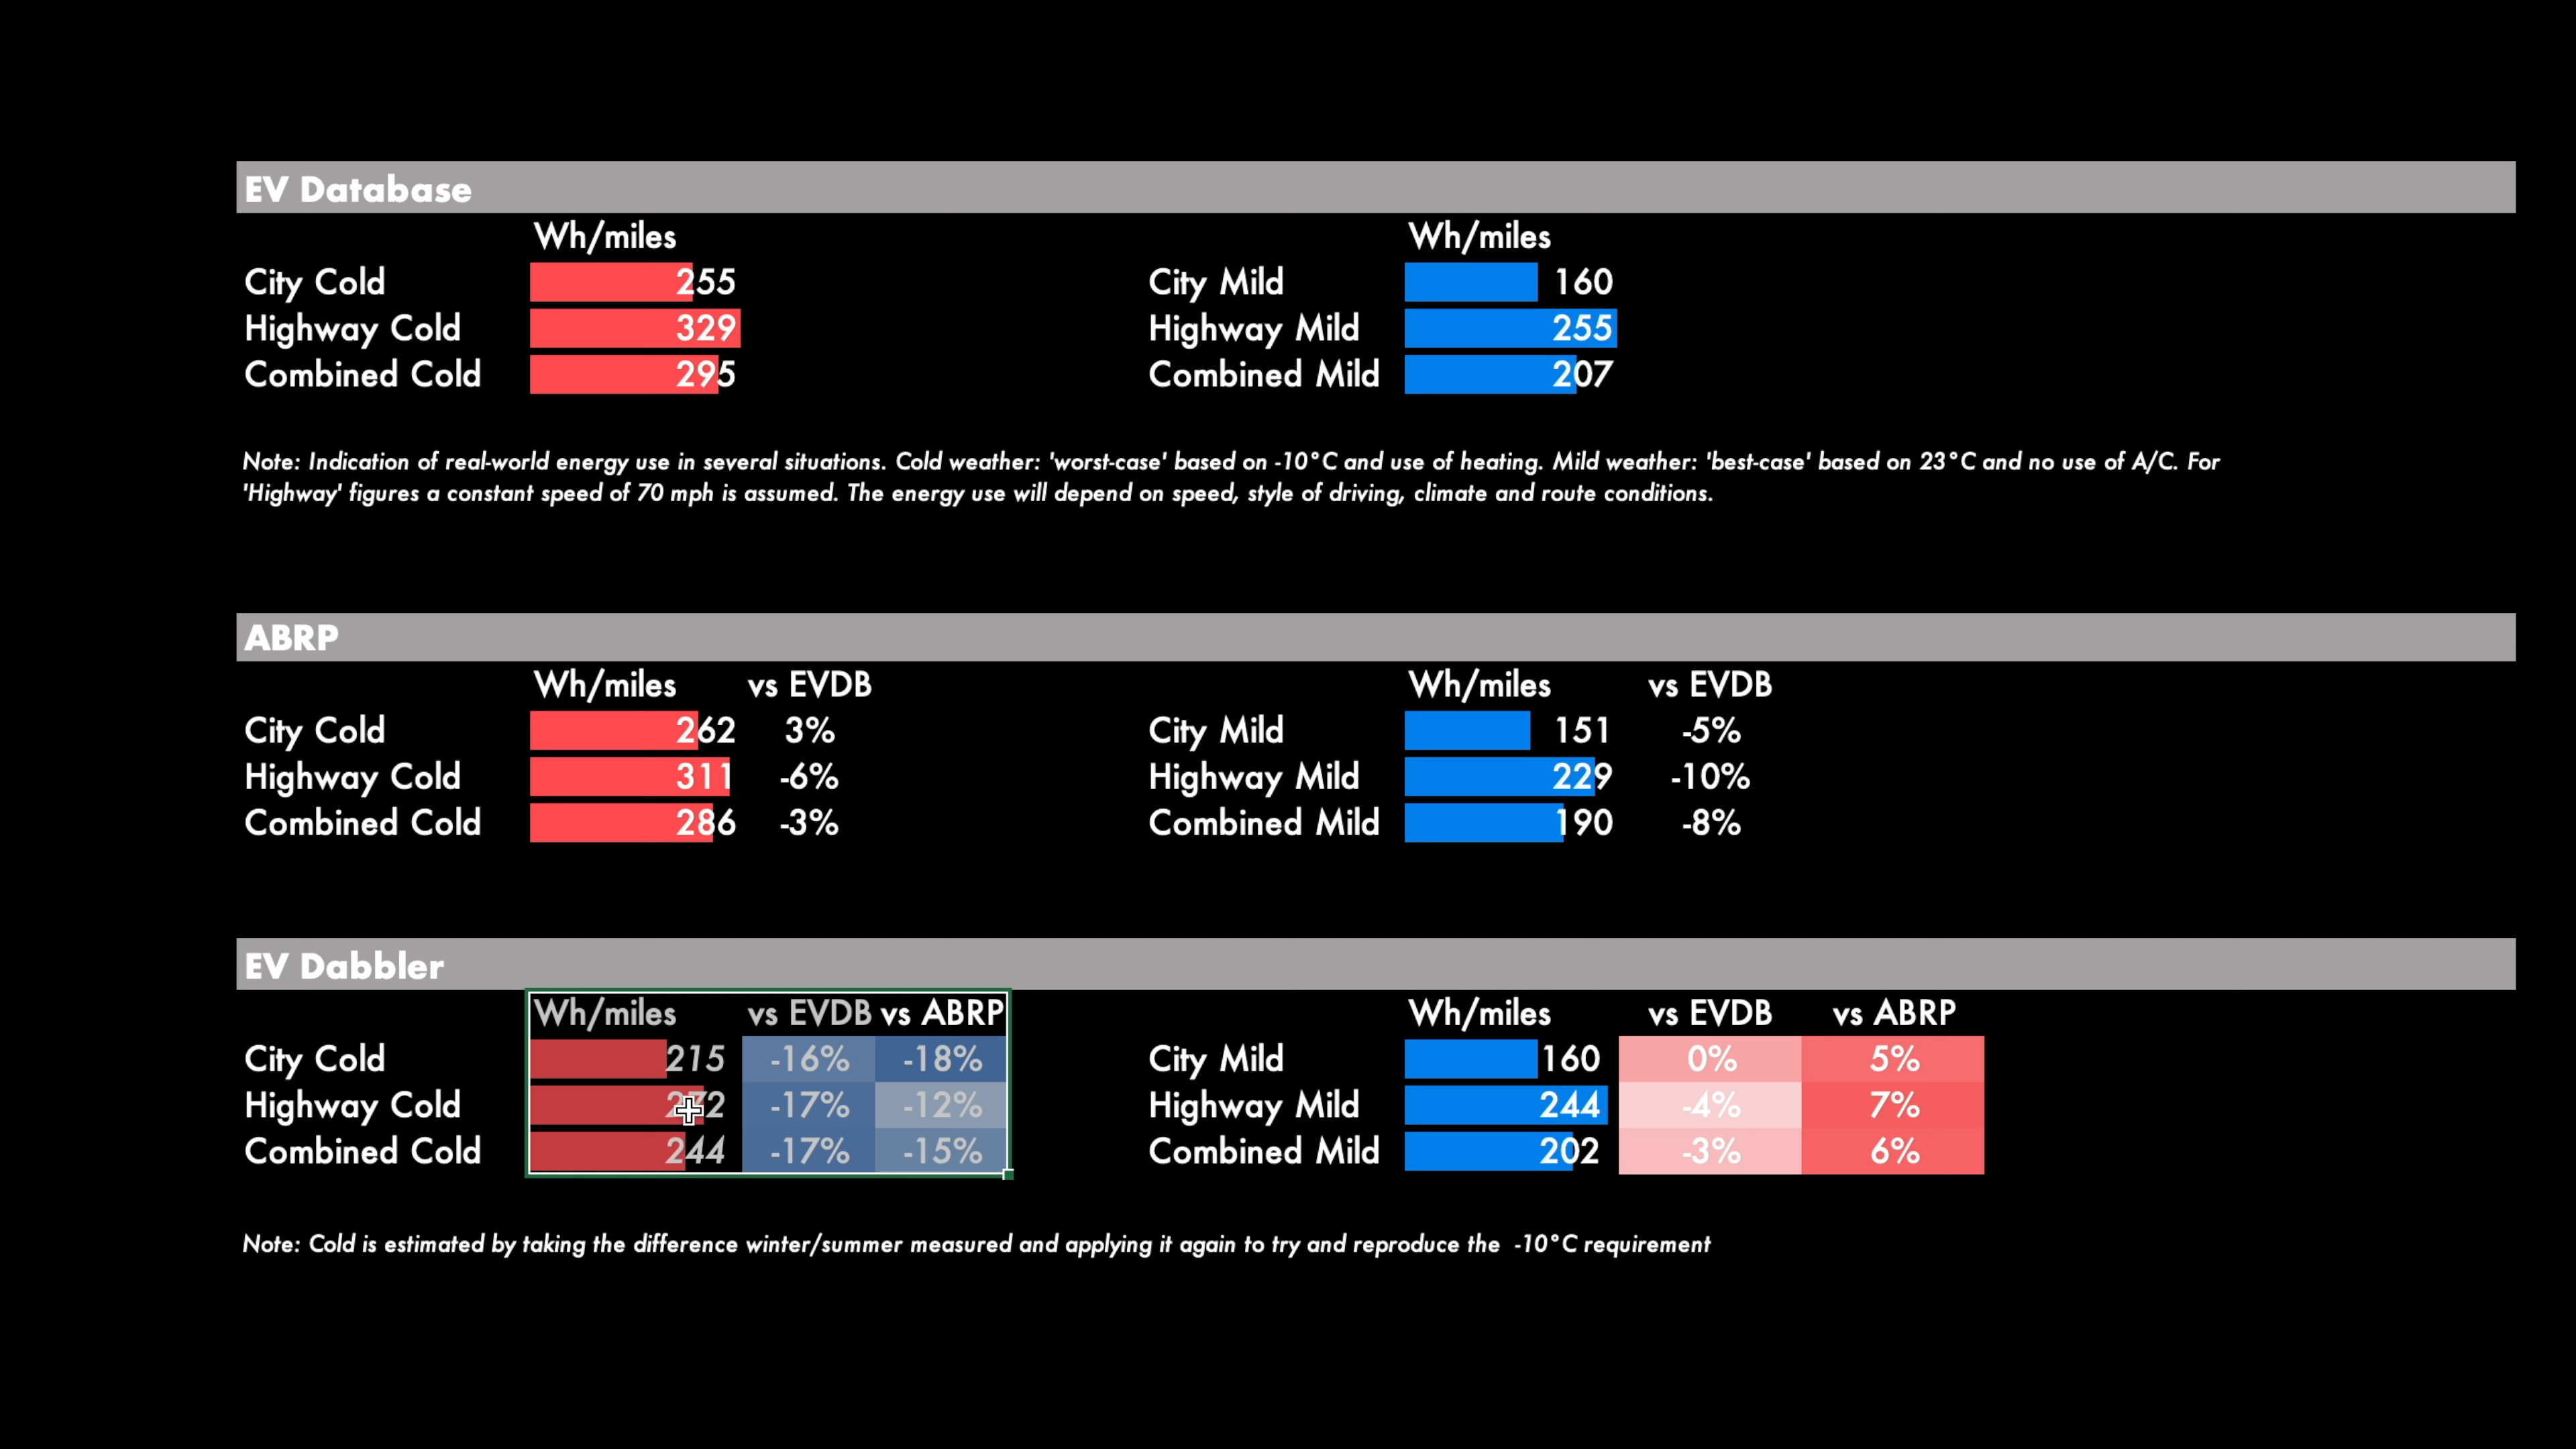 EV Database
Wh/miles Wh/miles
City Cold 255 City Mild 160
Highway Cold 329 Highway Mild 255
Combined Cold 295 Combined Mild 207
Note: Indication of real-world energy use in several situations. Cold weather: 'worst-case' based on -10°C and use of heating. Mild weather: 'best-case' based on 23°C and no use of A/C. For
'Highway' figures a constant speed of 70 mph is assumed. The energy use will depend on speed, style of driving, climate and route conditions.
ABRP
Wh/miles vs EVDB Wh/miles vs EVDB
City Cold 262 3% City Mild 151 -5%
Highway Cold 311 -6% Highway Mild 229 -10%
Combined Cold 286 -3% Combined Mild 190 -8%
EV Dabbler
Wh/miles vs EVDB vs ABRP Wh/miles vs EVDB vs ABRP
City Cold 215 -16% -18% City Mild 160 0% 5%
Highway Cold 272 -17% -12% Highway Mild 244 -4% 7%
Combined Cold 244 -17% -15% Combined Mild 202 -3% 6%
Note: Cold is estimated by taking the difference winter/summer measured and applying it again to try and reproduce the -10°C requirement